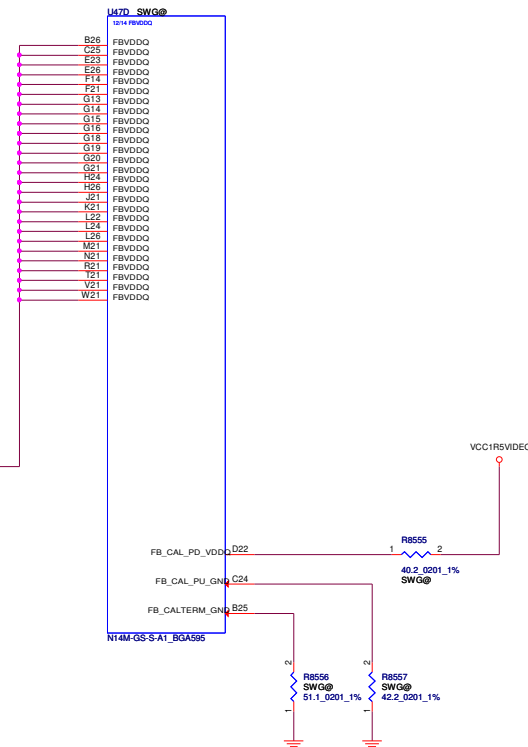 U47D SWG@
12/14 FBVDDQ
B26 FBVDDQ
C25 FBVDDQ
E23 FBVDDQ
E26 FBVDDQ
F14 FBVDDQ
F21 FBVDDQ
G13 FBVDDQ
G14 FBVDDQ
G15 FBVDDQ
G16 FBVDDQ
G18 FBVDDQ
G19 FBVDDQ
G20 FBVDDQ
G21 FBVDDQ
H24 FBVDDQ
H26 FBVDDQ
J21 FBVDDQ
K21 FBVDDQ
L22 FBVDDQ
L24 FBVDDQ
L26 FBVDDQ
M21 FBVDDQ
N21 FBVDDQ
R21 FBVDDQ
T21 FBVDDQ
V21 FBVDDQ
W21 FBVDDQ
VCC1R5VIDEO
R8555
FB_CAL_PD_VDDQ D22 1 2
40.2_0201_1%
SWG@
FB_CAL_PU_GND C24
FB_CALTERM_GND B25
N14M-GS-S-A1_BGA595
2 2
R8556 R8557
SWG@ SWG@
51.1_0201_1% 42.2_0201_1%
1 1